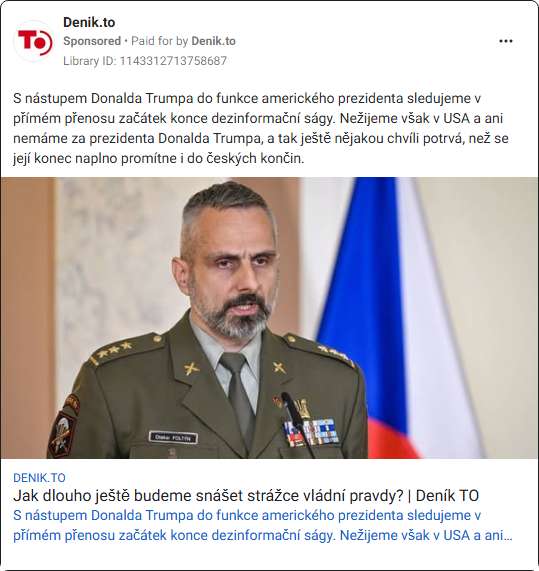 Denik.to
Sponsored • Paid for by Denik.to
Library ID: 1143312713758687
S nástupem Donalda Trumpa do funkce amerického prezidenta sledujeme v
přímém přenosu začátek konce dezinformační ságy. Nežijeme však v USA a ani
nemáme za prezidenta Donalda Trumpa, a tak ještě nějakou chvíli potrvá, než se
její konec naplno promítne i do českých končin.
Otakar FOLTÝN
DENIK.TO
Jak dlouho ještě budeme snášet strážce vládní pravdy? | Deník TO
S nástupem Donalda Trumpa do funkce amerického prezidenta sledujeme v
přímém přenosu začátek konce dezinformační ságy. Nežijeme však v USA a ani...